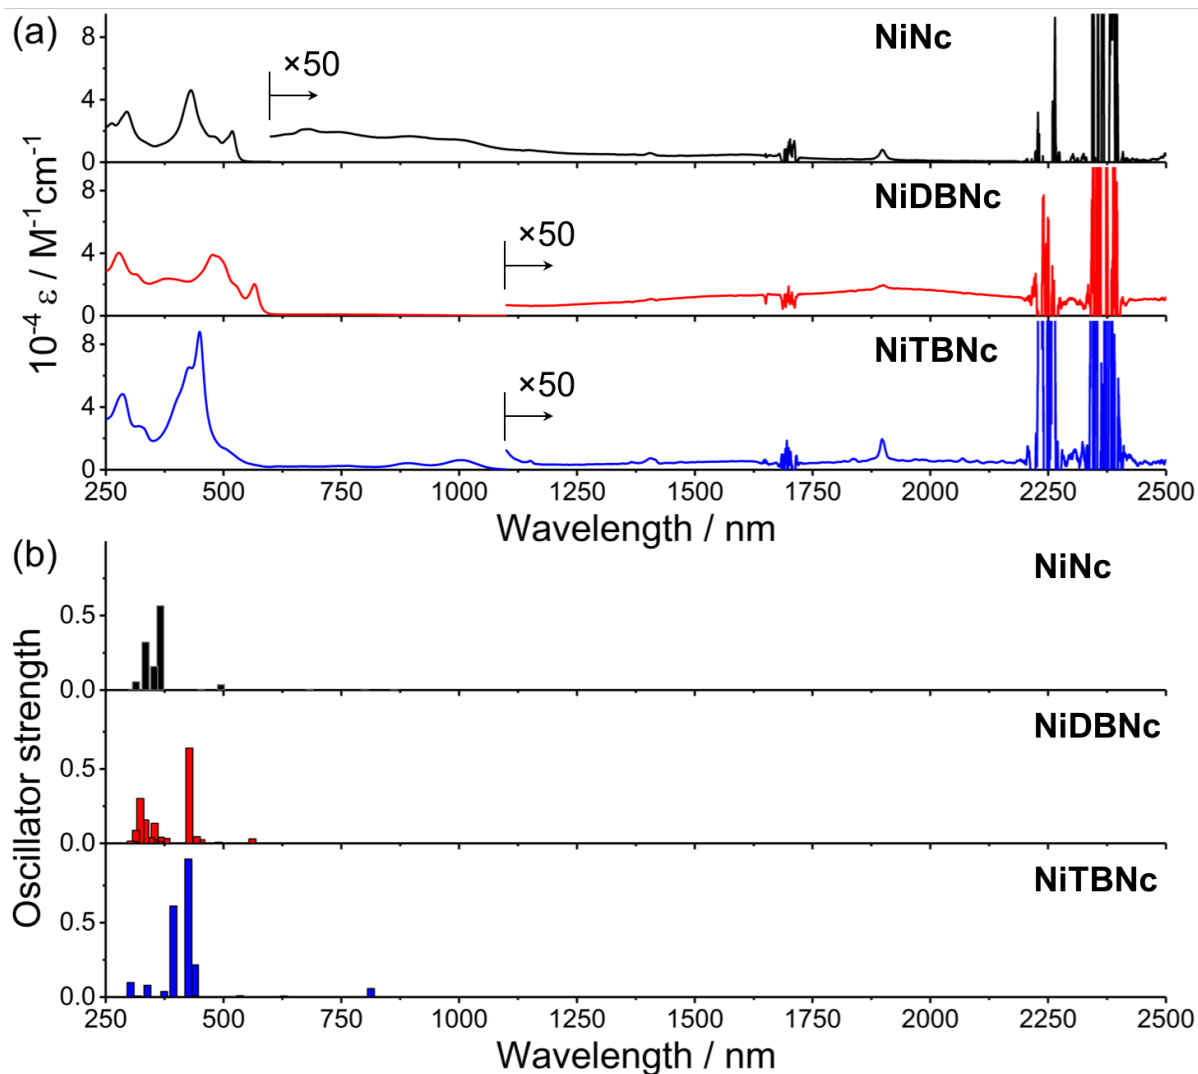 (a)
NiNc
×50
8
4
0
NiDBNc
×50
8
4
0
NiTBNc
×50
8
4
0
10⁻⁴ ε / M⁻¹cm⁻¹
250 500 750 1000 1250 1500 1750 2000 2250 2500
Wavelength / nm
(b)
NiNc
0.5
0.0
NiDBNc
0.5
0.0
NiTBNc
0.5
0.0
Oscillator strength
250 500 750 1000 1250 1500 1750 2000 2250 2500
Wavelength / nm